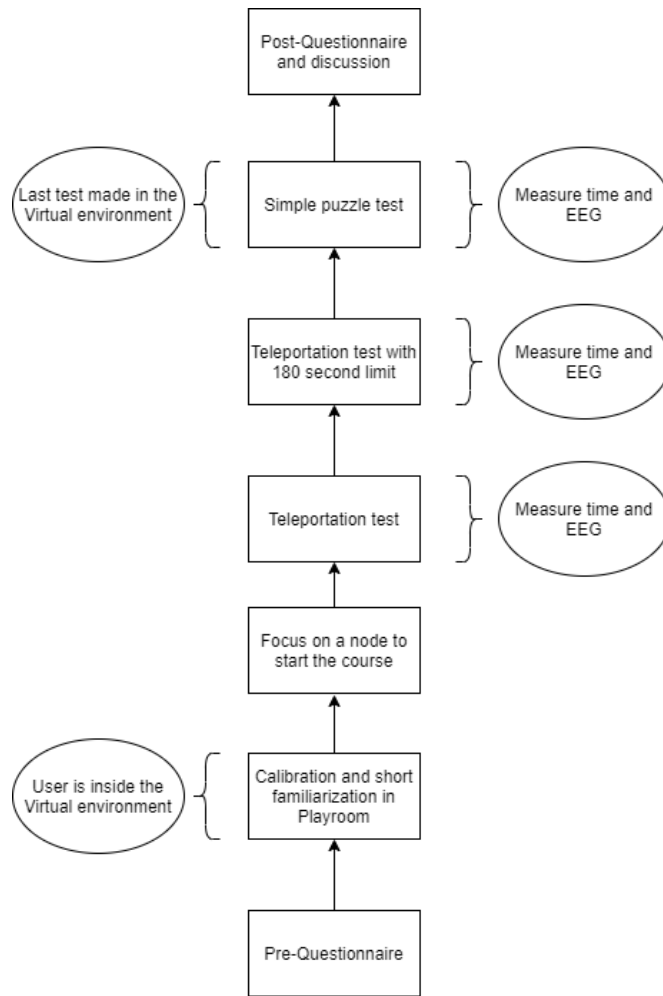 Post-Questionnaire
and discussion
Last test made in the
Virtual environment
Simple puzzle test
Measure time and
EEG
Teleportation test with
180 second limit
Measure time and
EEG
Teleportation test
Measure time and
EEG
Focus on a node to
start the course
User is inside the
Virtual environment
Calibration and short
familiarization in
Playroom
Pre-Questionnaire